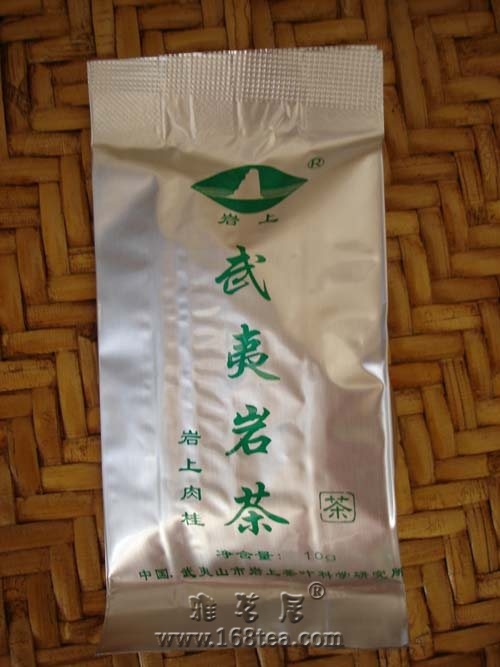 ®
岩上
武夷岩茶
岩上肉桂
茶
净含量: 10g
中国.武夷山市岩上茶叶科学研究所
雅茗居®
www.168tea.com